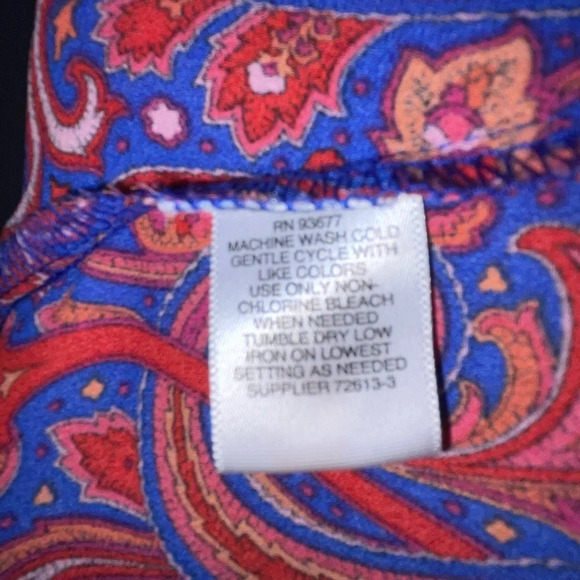 RN 93677
MACHINE WASH COLD
GENTLE CYCLE WITH
LIKE COLORS
USE ONLY NON-
CHLORINE BLEACH
WHEN NEEDED
TUMBLE DRY LOW
IRON ON LOWEST
SETTING AS NEEDED
SUPPLIER 72613-3